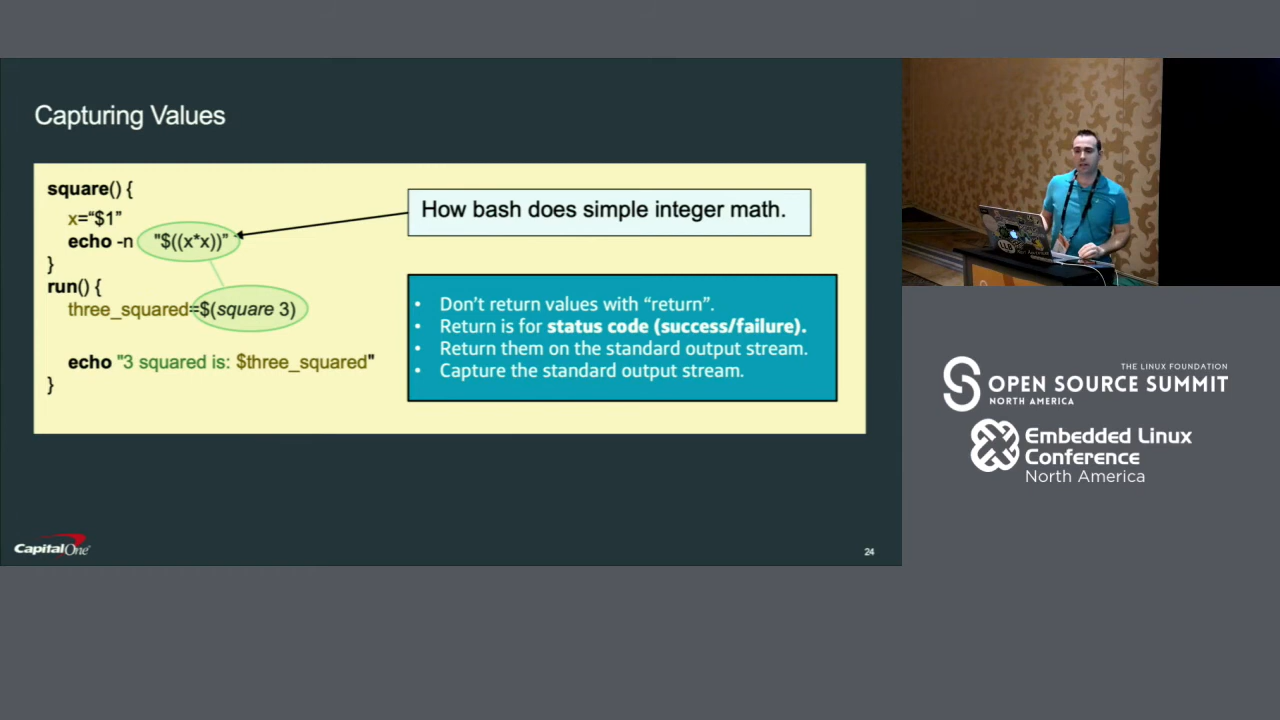 Capturing Values
square() {
x=“$1”
echo -n "$((x*x))”
}
run() {
three_squared=$(square 3)
echo "3 squared is: $three_squared"
}
How bash does simple integer math.
• Don’t return values with “return”.
• Return is for status code (success/failure).
• Return them on the standard output stream.
• Capture the standard output stream.
CapitalOne
24
THE LINUX FOUNDATION
OPEN SOURCE SUMMIT
NORTH AMERICA
Embedded Linux
Conference
North America